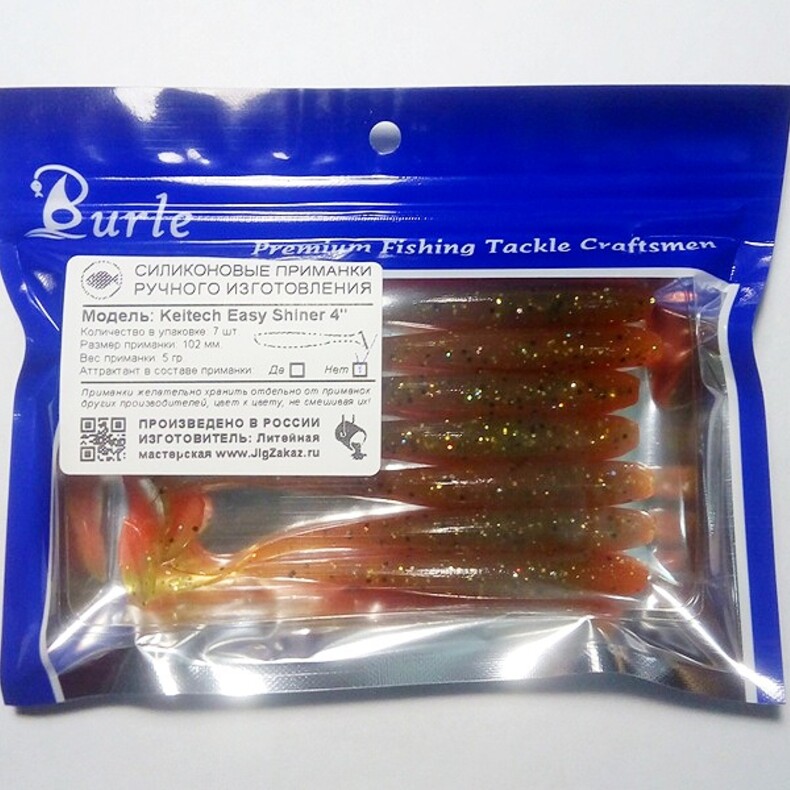 Burle
Premium Fishing Tackle Craftsmen
СИЛИКОНОВЫЕ ПРИМАНКИ
РУЧНОГО ИЗГОТОВЛЕНИЯ
Модель: Keitech Easy Shiner 4"
Количество в упаковке: 7 шт
Размер приманки: 102 мм.
Вес приманки: 5 гр.
Аттрактант в составе приманки: Да Нет
Приманки желательно хранить отдельно от приманок
других производителей, цвет к цвету, не смешивая их!
ПРОИЗВЕДЕНО В РОССИИ
ИЗГОТОВИТЕЛЬ: Литейная
мастерская www.JigZakaz.ru